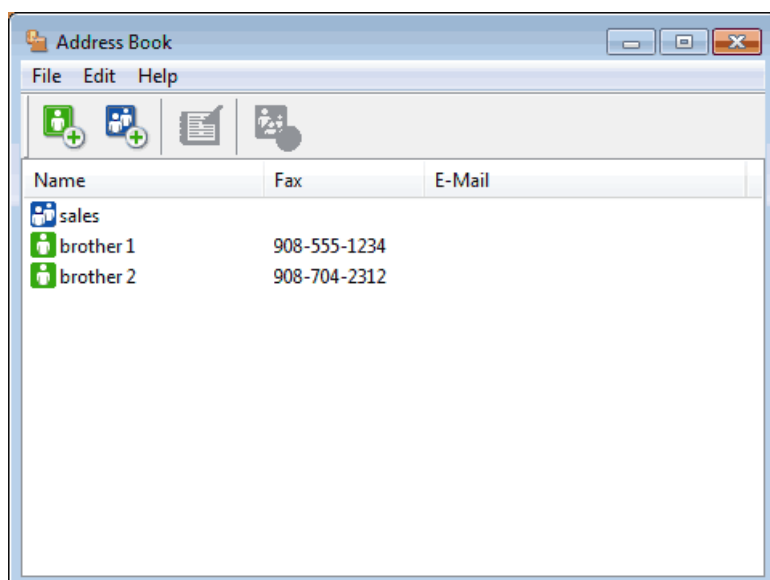 Address Book
File Edit Help
Name Fax E-Mail
sales
brother 1 908-555-1234
brother 2 908-704-2312